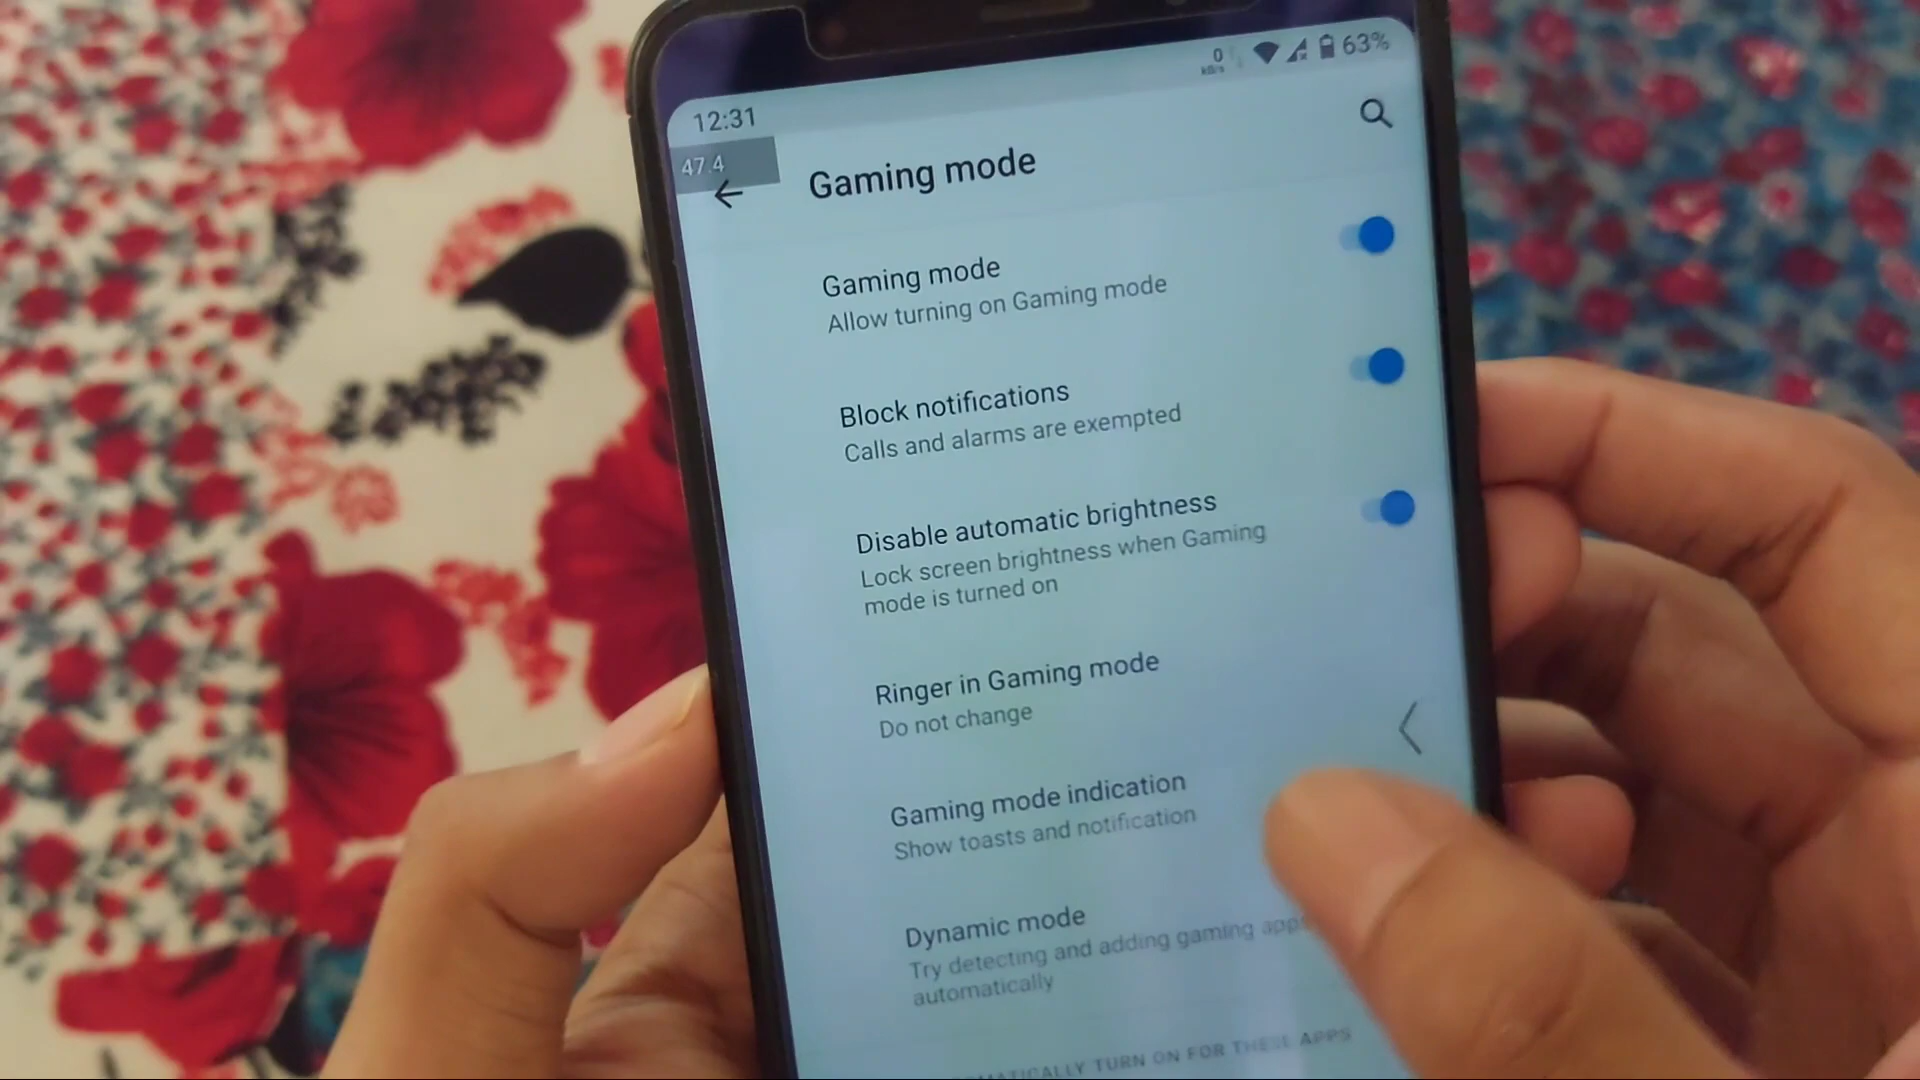 0
kB/s
63%
12:31
47.4
Gaming mode
Gaming mode
Allow turning on Gaming mode
Block notifications
Calls and alarms are exempted
Disable automatic brightness
Lock screen brightness when Gaming
mode is turned on
Ringer in Gaming mode
Do not change
Gaming mode indication
Show toasts and notification
Dynamic mode
Try detecting and adding gaming apps
automatically
TURN ON FOR THESE APPS